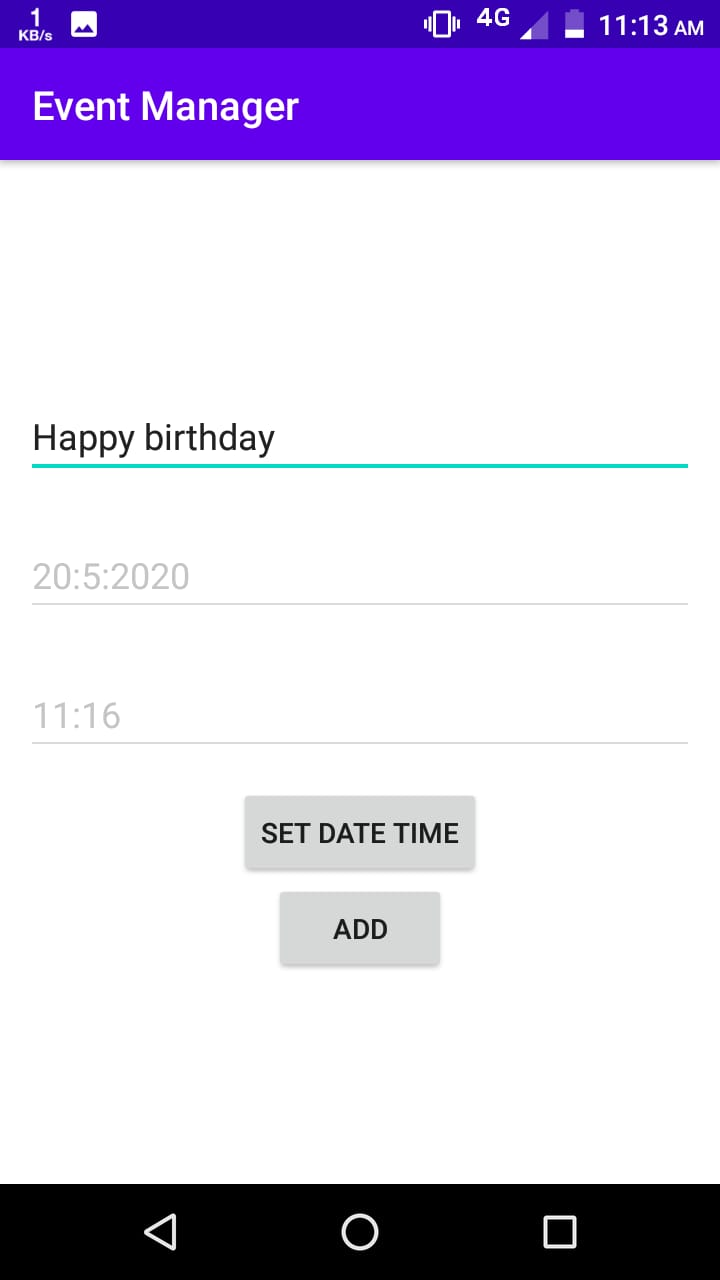 1
KB/s
4G 11:13 AM
Event Manager
Happy birthday
20:5:2020
11:16
SET DATE TIME
ADD